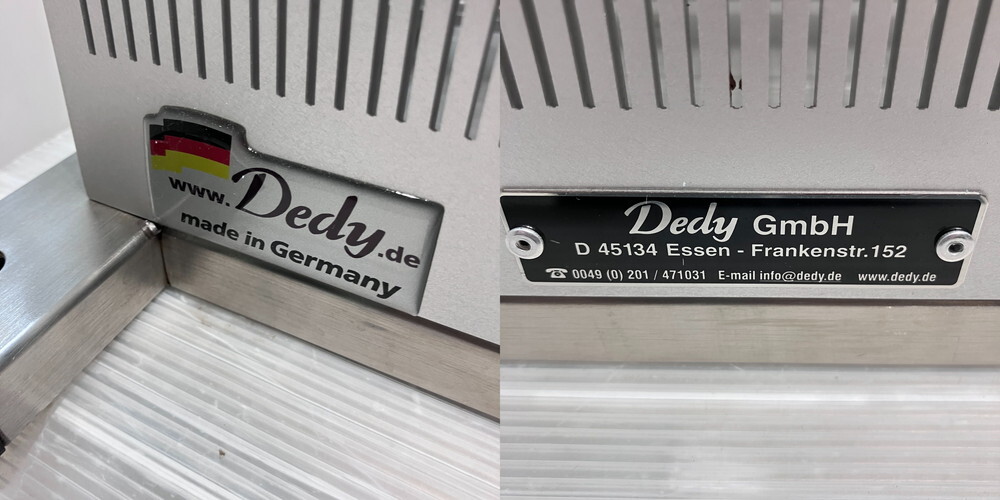 www.Dedy.de
made in Germany
Dedy GmbH
D 45134 Essen - Frankenstr.152
☎ 0049 (0) 201 / 471031 E-mail info@dedy.de www.dedy.de